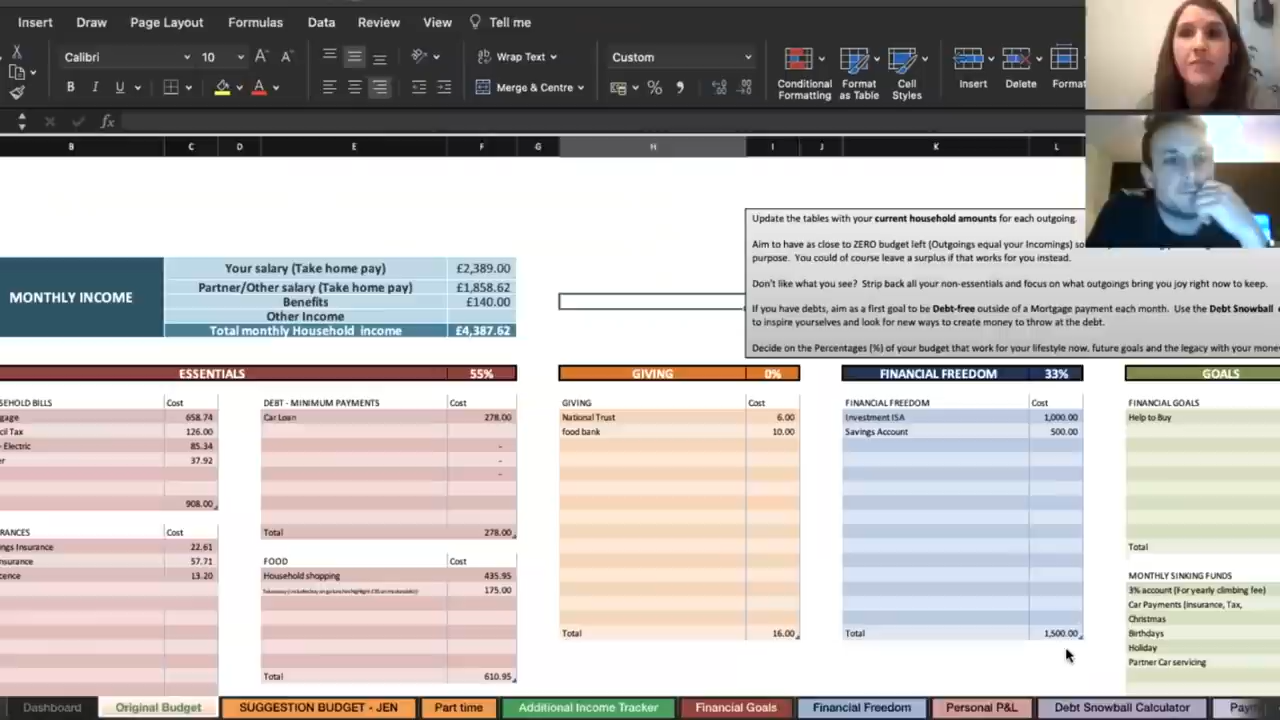 Insert Draw Page Layout Formulas Data Review View Tell me
Calibri 10 A A Wrap Text Custom
B I U A Merge & Centre % Conditional Formatting Format as Table Cell Styles Insert Delete Format
fx
B C D E F G H I J K L
Update the tables with your current household amounts for each outgoing.
Aim to have as close to ZERO budget left (Outgoings equal your Incomings) so
purpose. You could of course leave a surplus if that works for you instead.
Don't like what you see? Strip back all your non-essentials and focus on what outgoings bring you joy right now to keep.
If you have debts, aim as a first goal to be Debt-free outside of a Mortgage payment each month. Use the Debt Snowball
to inspire yourselves and look for new ways to create money to throw at the debt.
Decide on the Percentages (%) of your budget that work for your lifestyle now, future goals and the legacy with your mone
MONTHLY INCOME
Your salary (Take home pay) £2,389.00
Partner/Other salary (Take home pay) £1,858.62
Benefits £140.00
Other Income
Total monthly Household income £4,387.62
ESSENTIALS 55%
SEHOLD BILLS Cost
gage 658.74
cil Tax 126.00
- Electric 85.34
er 37.92
908.00
RANCES Cost
ngs Insurance 22.61
nsurance 57.71
cence 13.20
DEBT - MINIMUM PAYMENTS Cost
Car Loan 278.00
-
-
-
Total 278.00
FOOD Cost
Household shopping 435.95
175.00
Total 610.95
GIVING 0%
GIVING Cost
National Trust 6.00
food bank 10.00
Total 16.00
FINANCIAL FREEDOM 33%
FINANCIAL FREEDOM Cost
Investment ISA 1,000.00
Savings Account 500.00
Total 1,500.00
GOALS
FINANCIAL GOALS
Help to Buy
Total
MONTHLY SINKING FUNDS
3% account (For yearly climbing fee)
Car Payments (Insurance, Tax,
Christmas
Birthdays
Holiday
Partner Car servicing
Dashboard Original Budget SUGGESTION BUDGET - JEN Part time Additional Income Tracker Financial Goals Financial Freedom Personal P&L Debt Snowball Calculator Paym